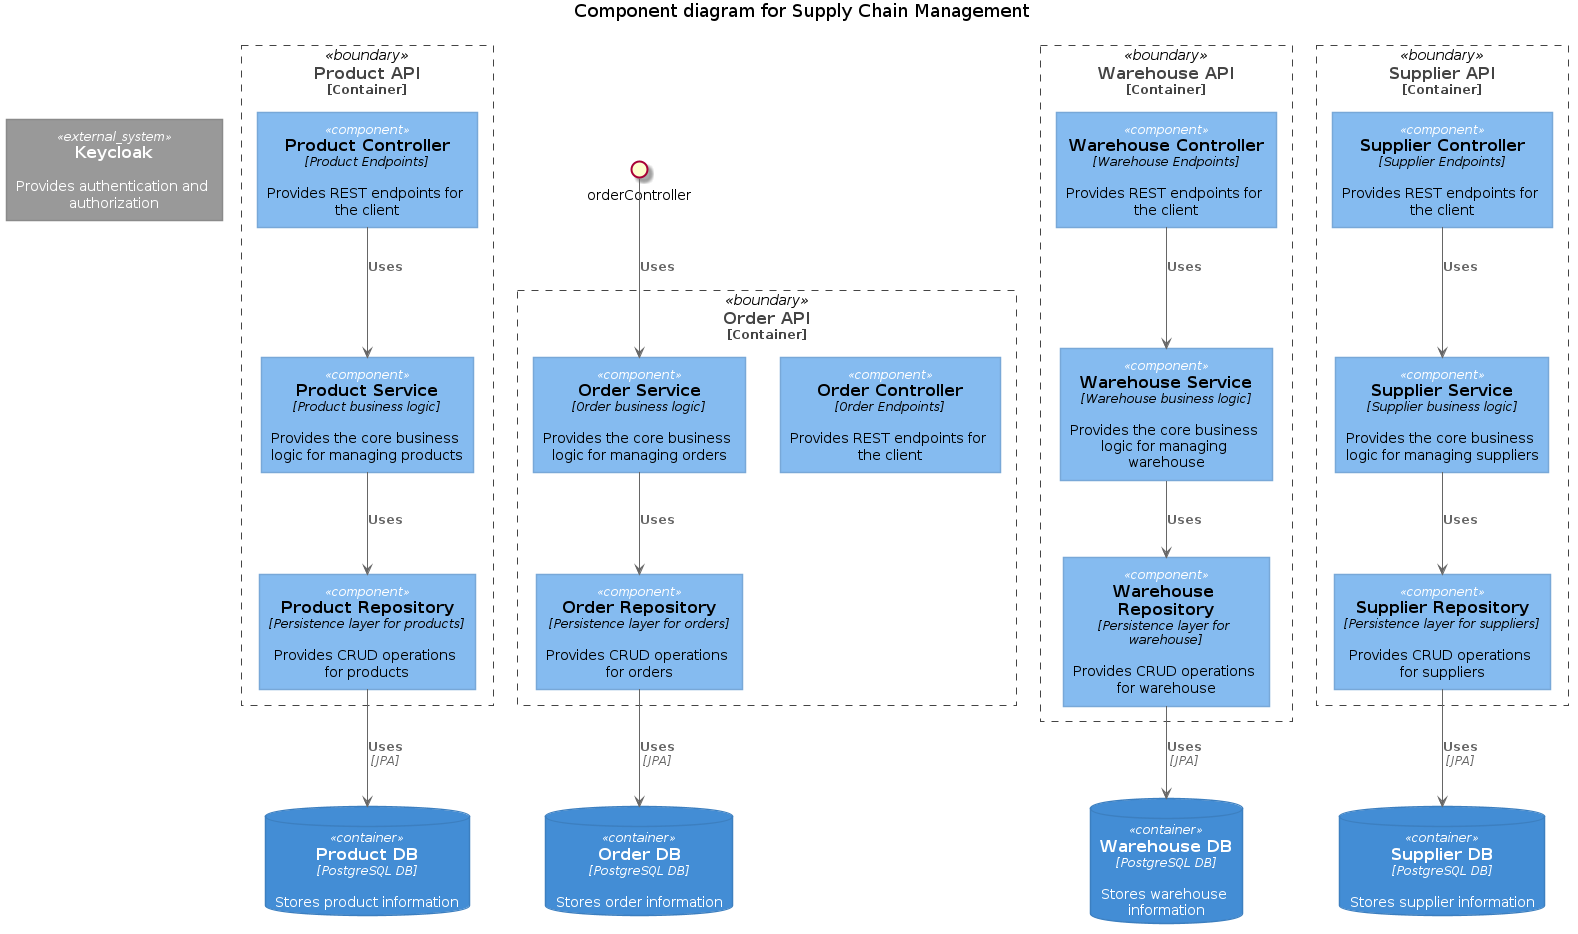 Component diagram for Supply Chain Management
«external_system»
Keycloak
Provides authentication and
authorization
«boundary»
Product API
[Container]
«component»
Product Controller
[Product Endpoints]
Provides REST endpoints for
the client
Uses
«component»
Product Service
[Product business logic]
Provides the core business
logic for managing products
Uses
«component»
Product Repository
[Persistence layer for products]
Provides CRUD operations
for products
Uses
[JPA]
«container»
Product DB
[PostgreSQL DB]
Stores product information
orderController
Uses
«boundary»
Order API
[Container]
«component»
Order Service
[Order business logic]
Provides the core business
logic for managing orders
«component»
Order Controller
[Order Endpoints]
Provides REST endpoints for
the client
Uses
«component»
Order Repository
[Persistence layer for orders]
Provides CRUD operations
for orders
Uses
[JPA]
«container»
Order DB
[PostgreSQL DB]
Stores order information
«boundary»
Warehouse API
[Container]
«component»
Warehouse Controller
[Warehouse Endpoints]
Provides REST endpoints for
the client
Uses
«component»
Warehouse Service
[Warehouse business logic]
Provides the core business
logic for managing
warehouse
Uses
«component»
Warehouse
Repository
[Persistence layer for
warehouse]
Provides CRUD operations
for warehouse
Uses
[JPA]
«container»
Warehouse DB
[PostgreSQL DB]
Stores warehouse
information
«boundary»
Supplier API
[Container]
«component»
Supplier Controller
[Supplier Endpoints]
Provides REST endpoints for
the client
Uses
«component»
Supplier Service
[Supplier business logic]
Provides the core business
logic for managing suppliers
Uses
«component»
Supplier Repository
[Persistence layer for suppliers]
Provides CRUD operations
for suppliers
Uses
[JPA]
«container»
Supplier DB
[PostgreSQL DB]
Stores supplier information